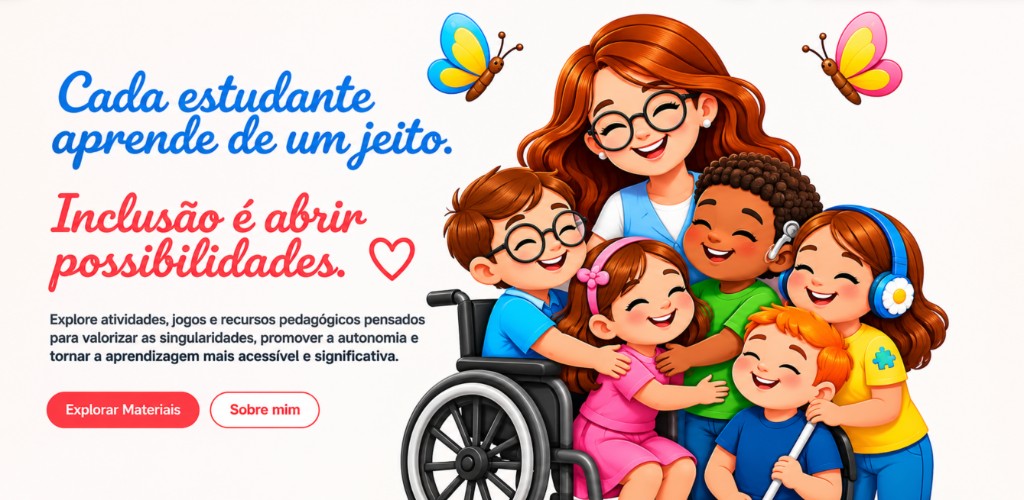 Cada estudante
aprende de um jeito.
Inclusão é abrir
possibilidades.
Explore atividades, jogos e recursos pedagógicos pensados
para valorizar as singularidades, promover a autonomia e
tornar a aprendizagem mais acessível e significativa.
Explorar Materiais
Sobre mim